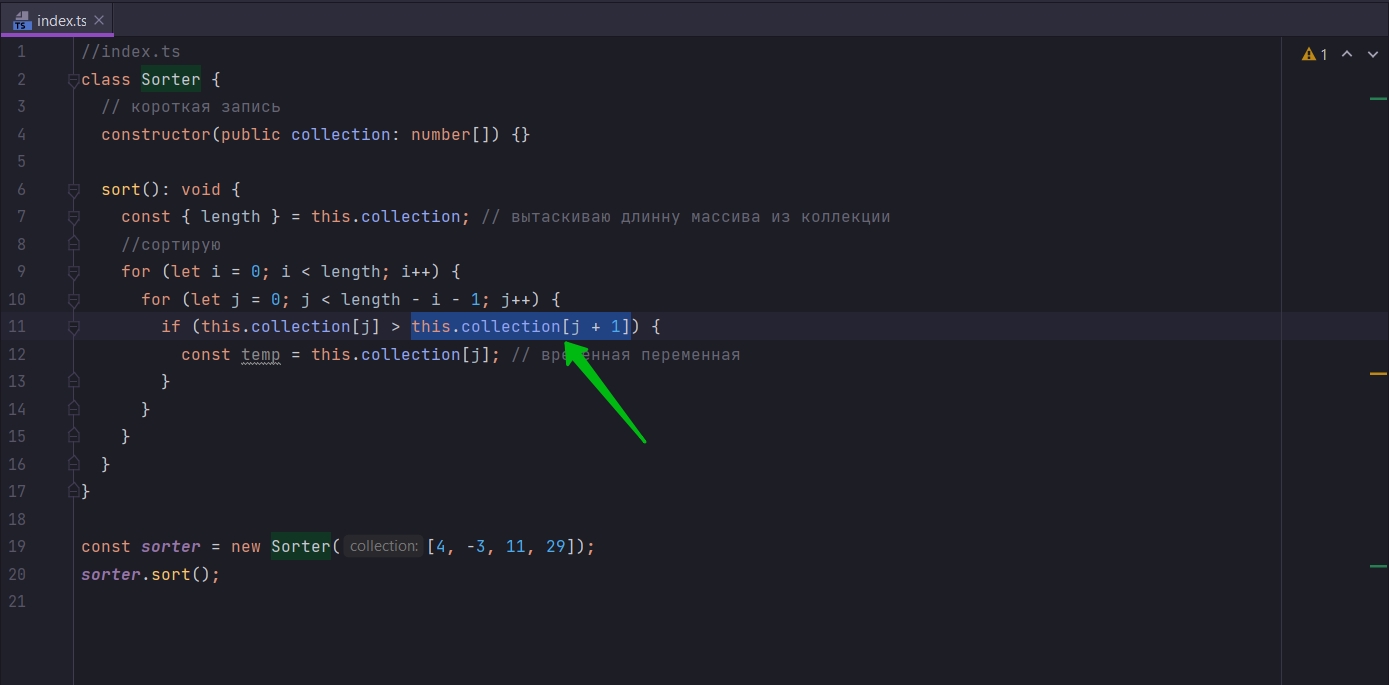 index.ts
1
1 //index.ts
2 class Sorter {
3 // короткая запись
4 constructor(public collection: number[]) {}
5
6 sort(): void {
7 const { length } = this.collection; // вытаскиваю длинну массива из коллекции
8 //сортирую
9 for (let i = 0; i < length; i++) {
10 for (let j = 0; j < length - i - 1; j++) {
11 if (this.collection[j] > this.collection[j + 1]) {
12 const temp = this.collection[j]; // временная переменная
13 }
14 }
15 }
16 }
17 }
18
19 const sorter = new Sorter( collection: [4, -3, 11, 29]);
20 sorter.sort();
21